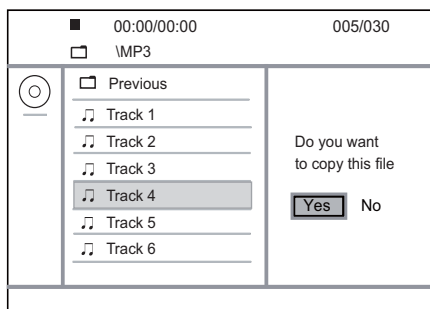 00:00/00:00 005/030
\MP3
Previous
Track 1
Track 2
Track 3
Track 4
Track 5
Track 6
Do you want
to copy this file
Yes No